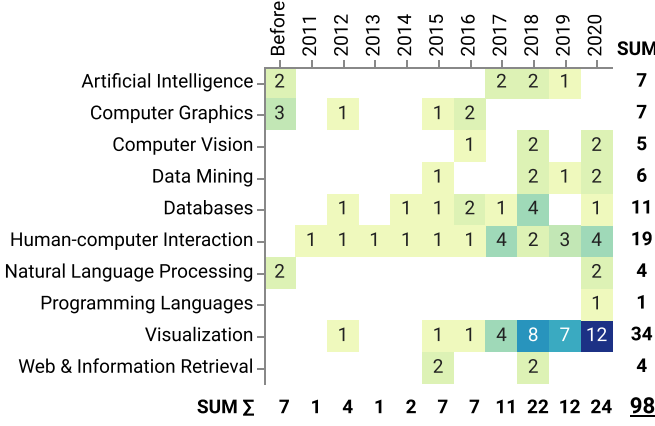 Before 2011 2012 2013 2014 2015 2016 2017 2018 2019 2020 SUM
Artificial Intelligence 2 2 2 1 7
Computer Graphics 3 1 1 2 7
Computer Vision 1 2 2 5
Data Mining 1 2 1 2 6
Databases 1 1 1 2 1 4 1 11
Human-computer Interaction 1 1 1 1 1 1 4 2 3 4 19
Natural Language Processing 2 2 4
Programming Languages 1 1
Visualization 1 1 1 4 8 7 12 34
Web & Information Retrieval 2 2 4
SUM Σ 7 1 4 1 2 7 7 11 22 12 24 98